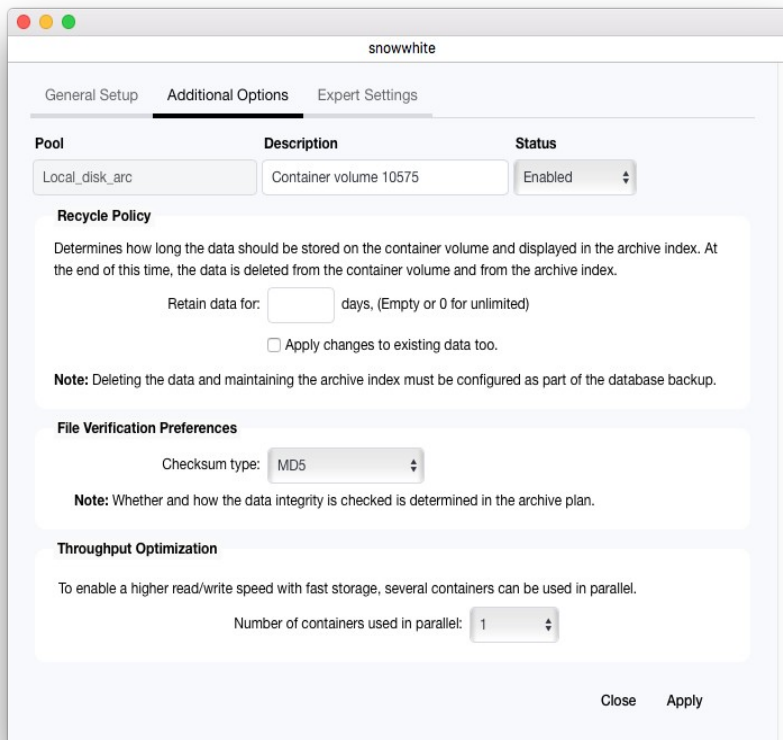 snowwhite
General Setup Additional Options Expert Settings
Pool Description Status
Local_disk_arc Container volume 10575 Enabled
Recycle Policy
Determines how long the data should be stored on the container volume and displayed in the archive index. At
the end of this time, the data is deleted from the container volume and from the archive index.
Retain data for: days, (Empty or 0 for unlimited)
Apply changes to existing data too.
Note: Deleting the data and maintaining the archive index must be configured as part of the database backup.
File Verification Preferences
Checksum type: MD5
Note: Whether and how the data integrity is checked is determined in the archive plan.
Throughput Optimization
To enable a higher read/write speed with fast storage, several containers can be used in parallel.
Number of containers used in parallel: 1
Close Apply